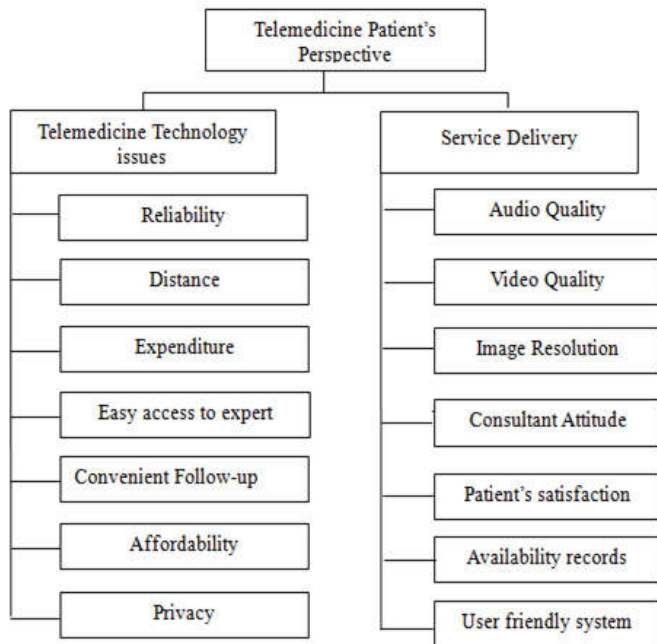 Telemedicine Patient's
Perspective
Telemedicine Technology
issues
Reliability
Distance
Expenditure
Easy access to expert
Convenient Follow-up
Affordability
Privacy
Service Delivery
Audio Quality
Video Quality
Image Resolution
Consultant Attitude
Patient's satisfaction
Availability records
User friendly system